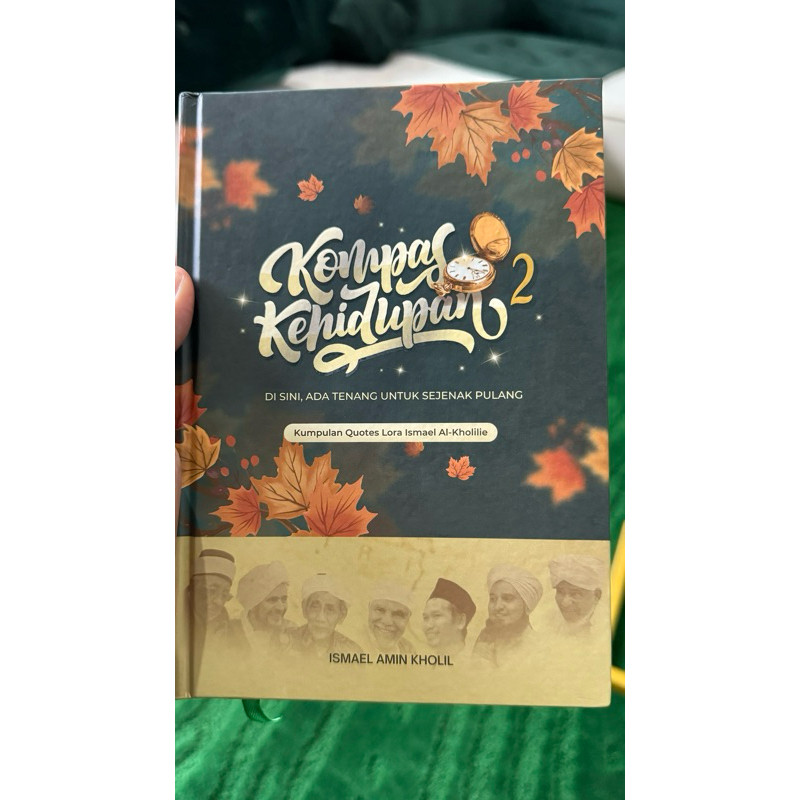 Kompas
Kehidupan 2
DI SINI, ADA TENANG UNTUK SEJENAK PULANG
Kumpulan Quotes Lora Ismael Al-Kholilie
ISMAEL AMIN KHOLIL